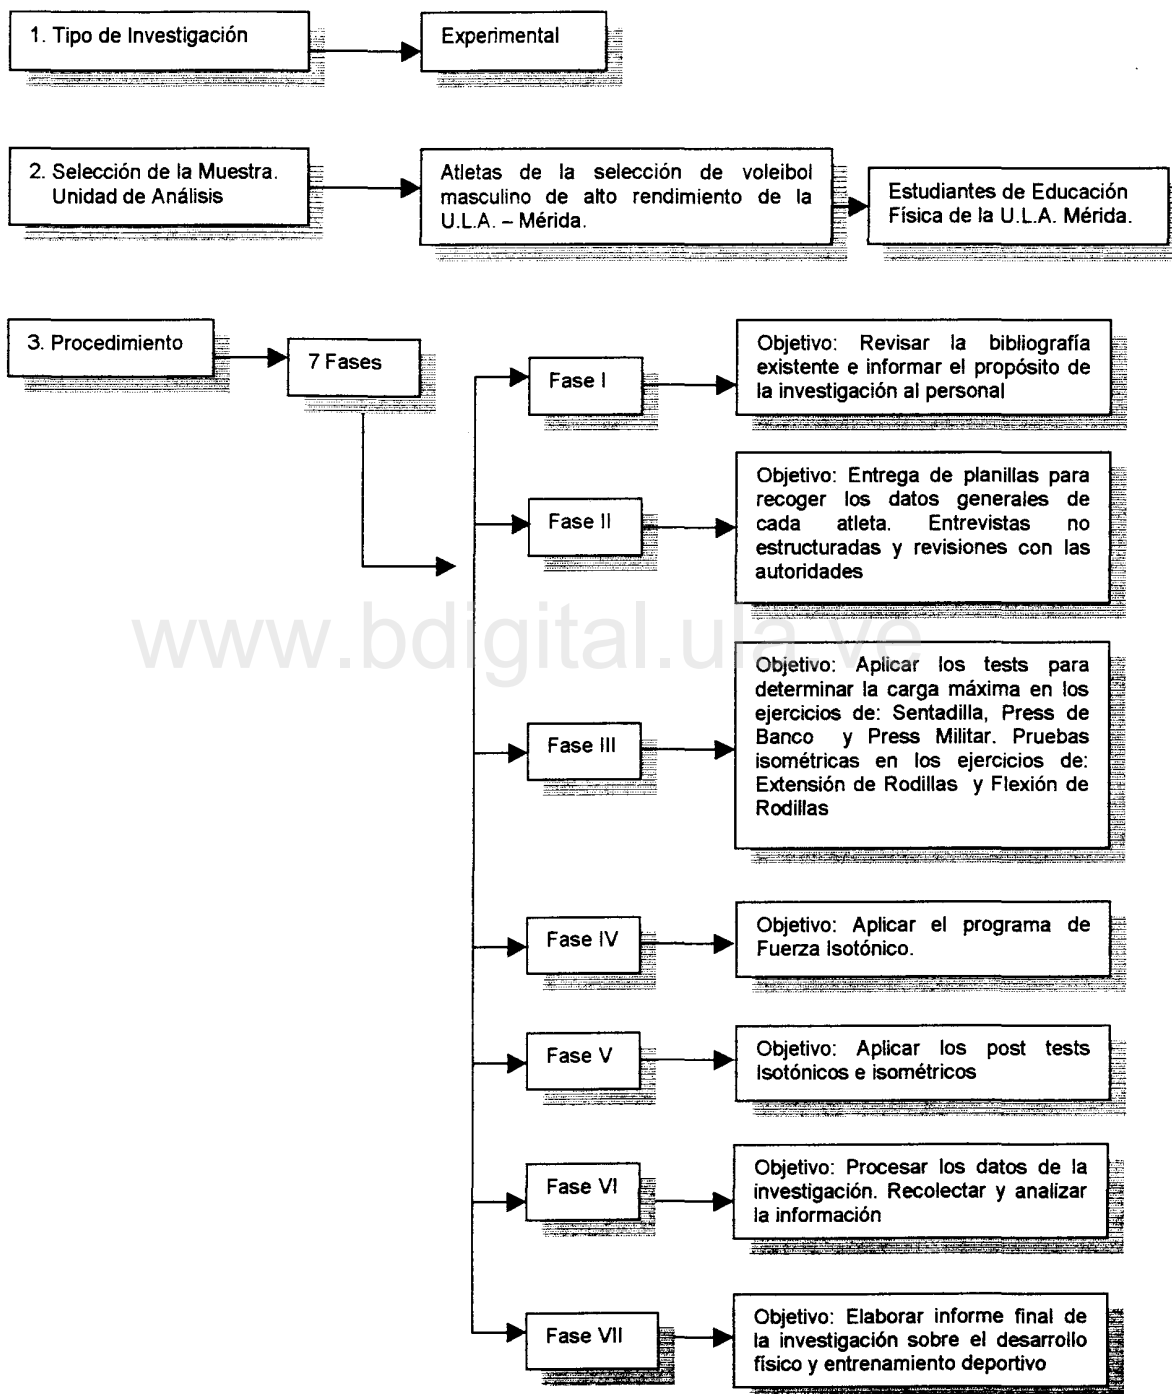 1. Tipo de Investigación
Experimental
2. Selección de la Muestra.
Unidad de Análisis
Atletas de la selección de voleibol
masculino de alto rendimiento de la
U.L.A. – Mérida.
Estudiantes de Educación
Física de la U.L.A. Mérida.
3. Procedimiento
7 Fases
Fase I
Objetivo: Revisar la bibliografía
existente e informar el propósito de
la investigación al personal
Fase II
Objetivo: Entrega de planillas para
recoger los datos generales de
cada atleta. Entrevistas no
estructuradas y revisiones con las
autoridades
www.bdigital.ula.ve
Fase III
Objetivo: Aplicar los tests para
determinar la carga máxima en los
ejercicios de: Sentadilla, Press de
Banco y Press Militar. Pruebas
isométricas en los ejercicios de:
Extensión de Rodillas y Flexión de
Rodillas
Fase IV
Objetivo: Aplicar el programa de
Fuerza Isotónico.
Fase V
Objetivo: Aplicar los post tests
Isotónicos e isométricos
Fase VI
Objetivo: Procesar los datos de la
investigación. Recolectar y analizar
la información
Fase VII
Objetivo: Elaborar informe final de
la investigación sobre el desarrollo
físico y entrenamiento deportivo